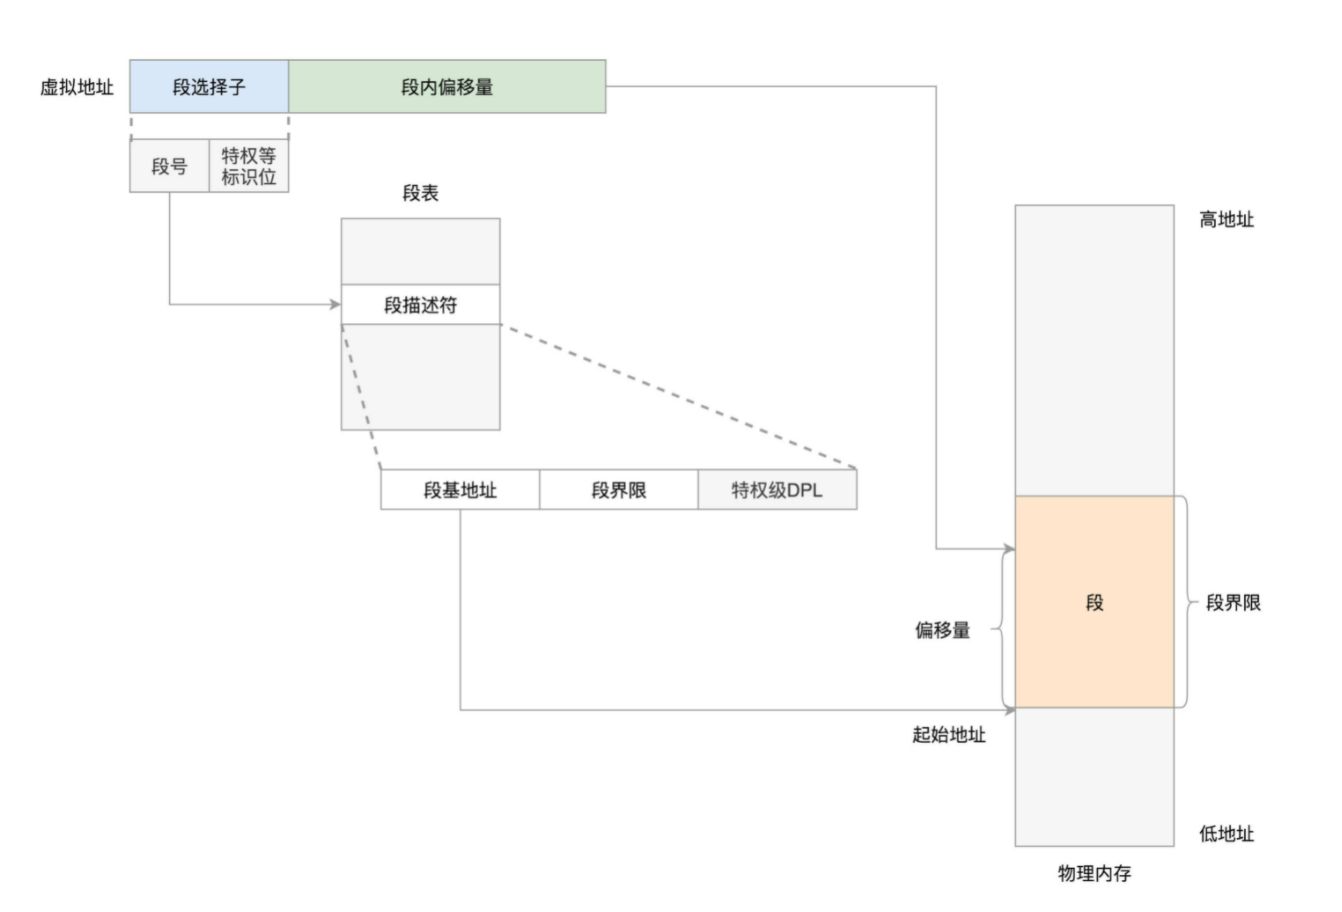 虚拟地址
段选择子
段内偏移量
段号
特权等
标识位
段表
高地址
段描述符
段基地址
段界限
特权级DPL
段
段界限
偏移量
起始地址
低地址
物理内存